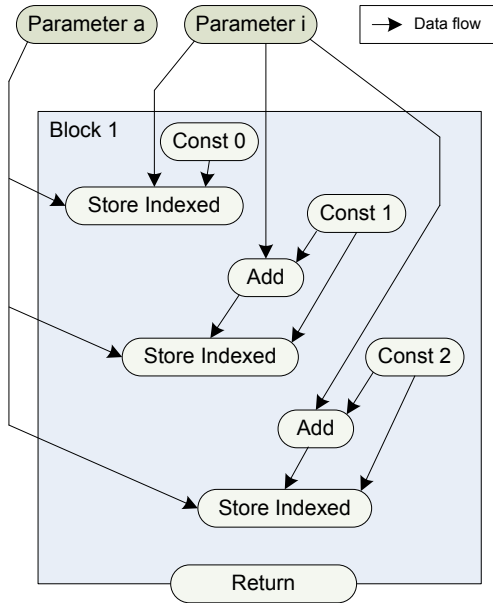 Parameter a
Parameter i
Data flow
Block 1
Const 0
Store Indexed
Const 1
Add
Store Indexed
Const 2
Add
Store Indexed
Return